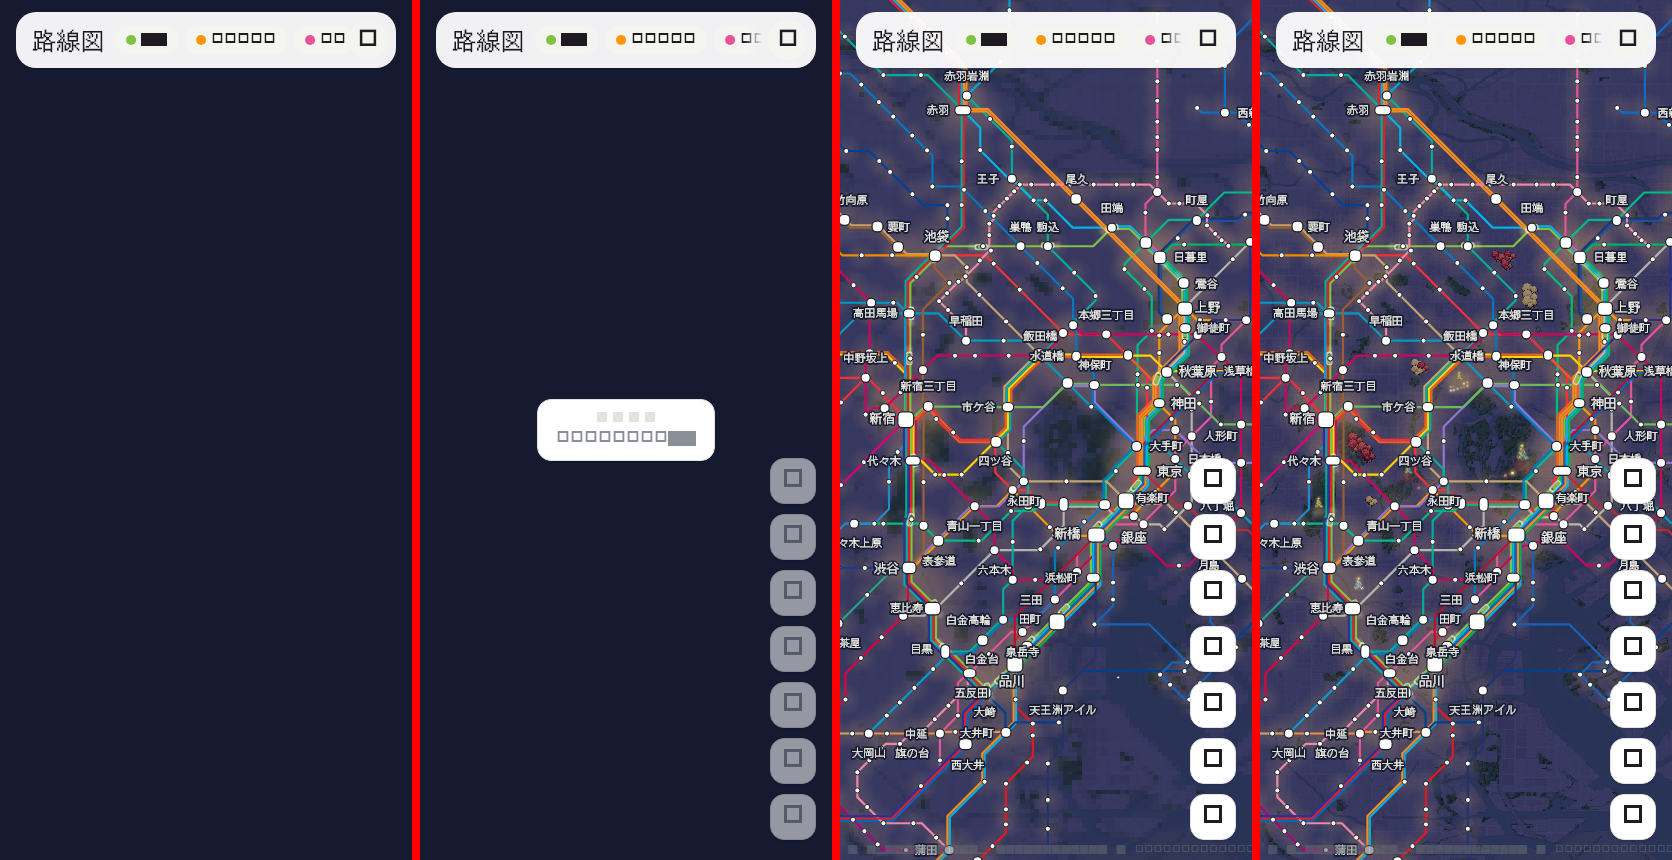 路線図
路線図
路線図
赤羽岩淵
赤羽
王子
尾久
田端
町屋
要町
池袋
巣鴨 駒込
日暮里
鶯谷
上野
高田馬場
早稲田
本郷三丁目
御徒町
飯田橋
中野坂上
水道橋
神保町
秋葉原
新宿三丁目
市ケ谷
神田
新宿
人形町
大手町
代々木
四ツ谷
東京
永田町
有楽町
青山一丁目
新橋
銀座
表参道
渋谷
六本木
浜松町
月島
三田
恵比寿
白金高輪
田町
目黒
白金台
泉岳寺
品川
五反田
大崎
天王洲アイル
中延
大井町
大岡山 旗の台
西大井
蒲田
路線図
赤羽岩淵
赤羽
王子
尾久
田端
町屋
要町
池袋
巣鴨 駒込
日暮里
鶯谷
上野
高田馬場
早稲田
本郷三丁目
御徒町
飯田橋
中野坂上
水道橋
神保町
秋葉原
新宿三丁目
市ケ谷
神田
新宿
人形町
大手町
代々木
四ツ谷
東京
永田町
有楽町
青山一丁目
新橋
銀座
表参道
渋谷
六本木
浜松町
三田
恵比寿
白金高輪
田町
目黒
白金台
泉岳寺
品川
五反田
大崎
天王洲アイル
中延
大井町
大岡山 旗の台
西大井
蒲田